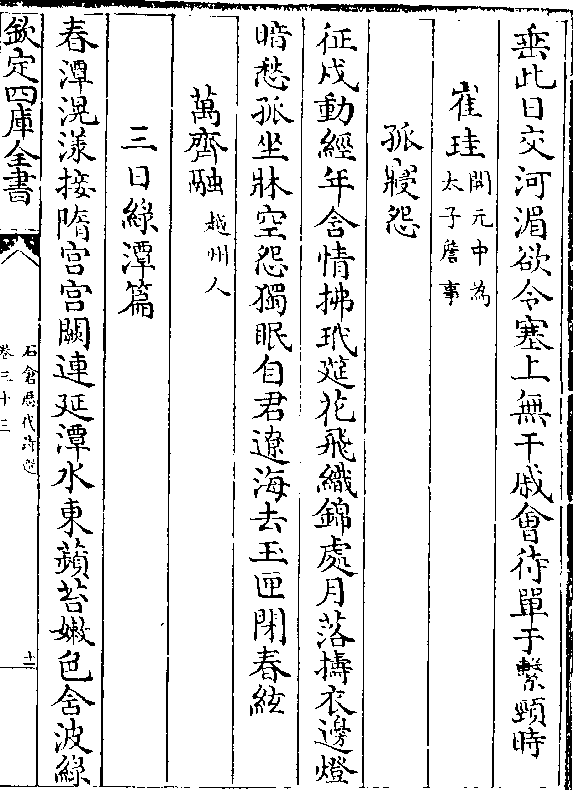 垂此日交河湄欲令塞上無干戚會待單于繫頸時
崔珪開元中為太子詹事
孤寢怨
征戍動經年含情拂玳筵花飛織錦處月落擣衣邊燈
暗愁孤坐牀空怨獨眠自君遼海去玉匣閉春絃
萬齊融越州人
三日綠潭篇
春潭滉漾接隋宮宮闕連延潭水東蘋苔嫩色含波綠
欽定四庫全書
石倉歷代詩選
卷三十三
十二